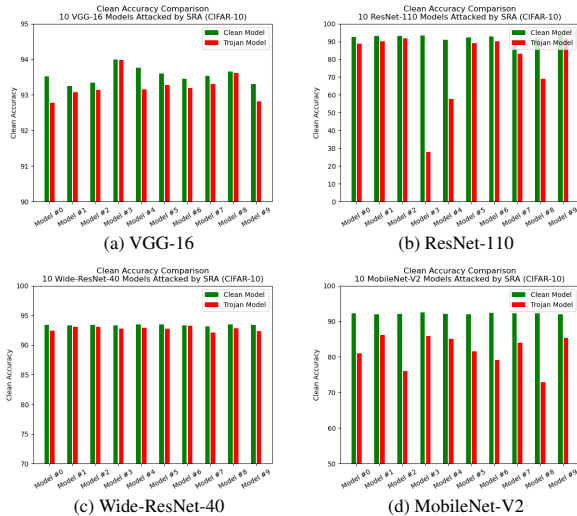 Clean Accuracy Comparison
10 VGG-16 Models Attacked by SRA (CIFAR-10)
Clean Model
Trojan Model
Clean Accuracy
95
94
93
92
91
90
Model #0 Model #1 Model #2 Model #3 Model #4 Model #5 Model #6 Model #7 Model #8 Model #9
(a) VGG-16
Clean Accuracy Comparison
10 ResNet-110 Models Attacked by SRA (CIFAR-10)
Clean Model
Trojan Model
Clean Accuracy
100
90
80
70
60
50
40
30
20
10
0
Model #0 Model #1 Model #2 Model #3 Model #4 Model #5 Model #6 Model #7 Model #8 Model #9
(b) ResNet-110
Clean Accuracy Comparison
10 Wide-ResNet-40 Models Attacked by SRA (CIFAR-10)
Clean Model
Trojan Model
Clean Accuracy
100
95
90
85
80
75
70
Model #0 Model #1 Model #2 Model #3 Model #4 Model #5 Model #6 Model #7 Model #8 Model #9
(c) Wide-ResNet-40
Clean Accuracy Comparison
10 MobileNet-V2 Models Attacked by SRA (CIFAR-10)
Clean Model
Trojan Model
Clean Accuracy
100
90
80
70
60
50
Model #0 Model #1 Model #2 Model #3 Model #4 Model #5 Model #6 Model #7 Model #8 Model #9
(d) MobileNet-V2